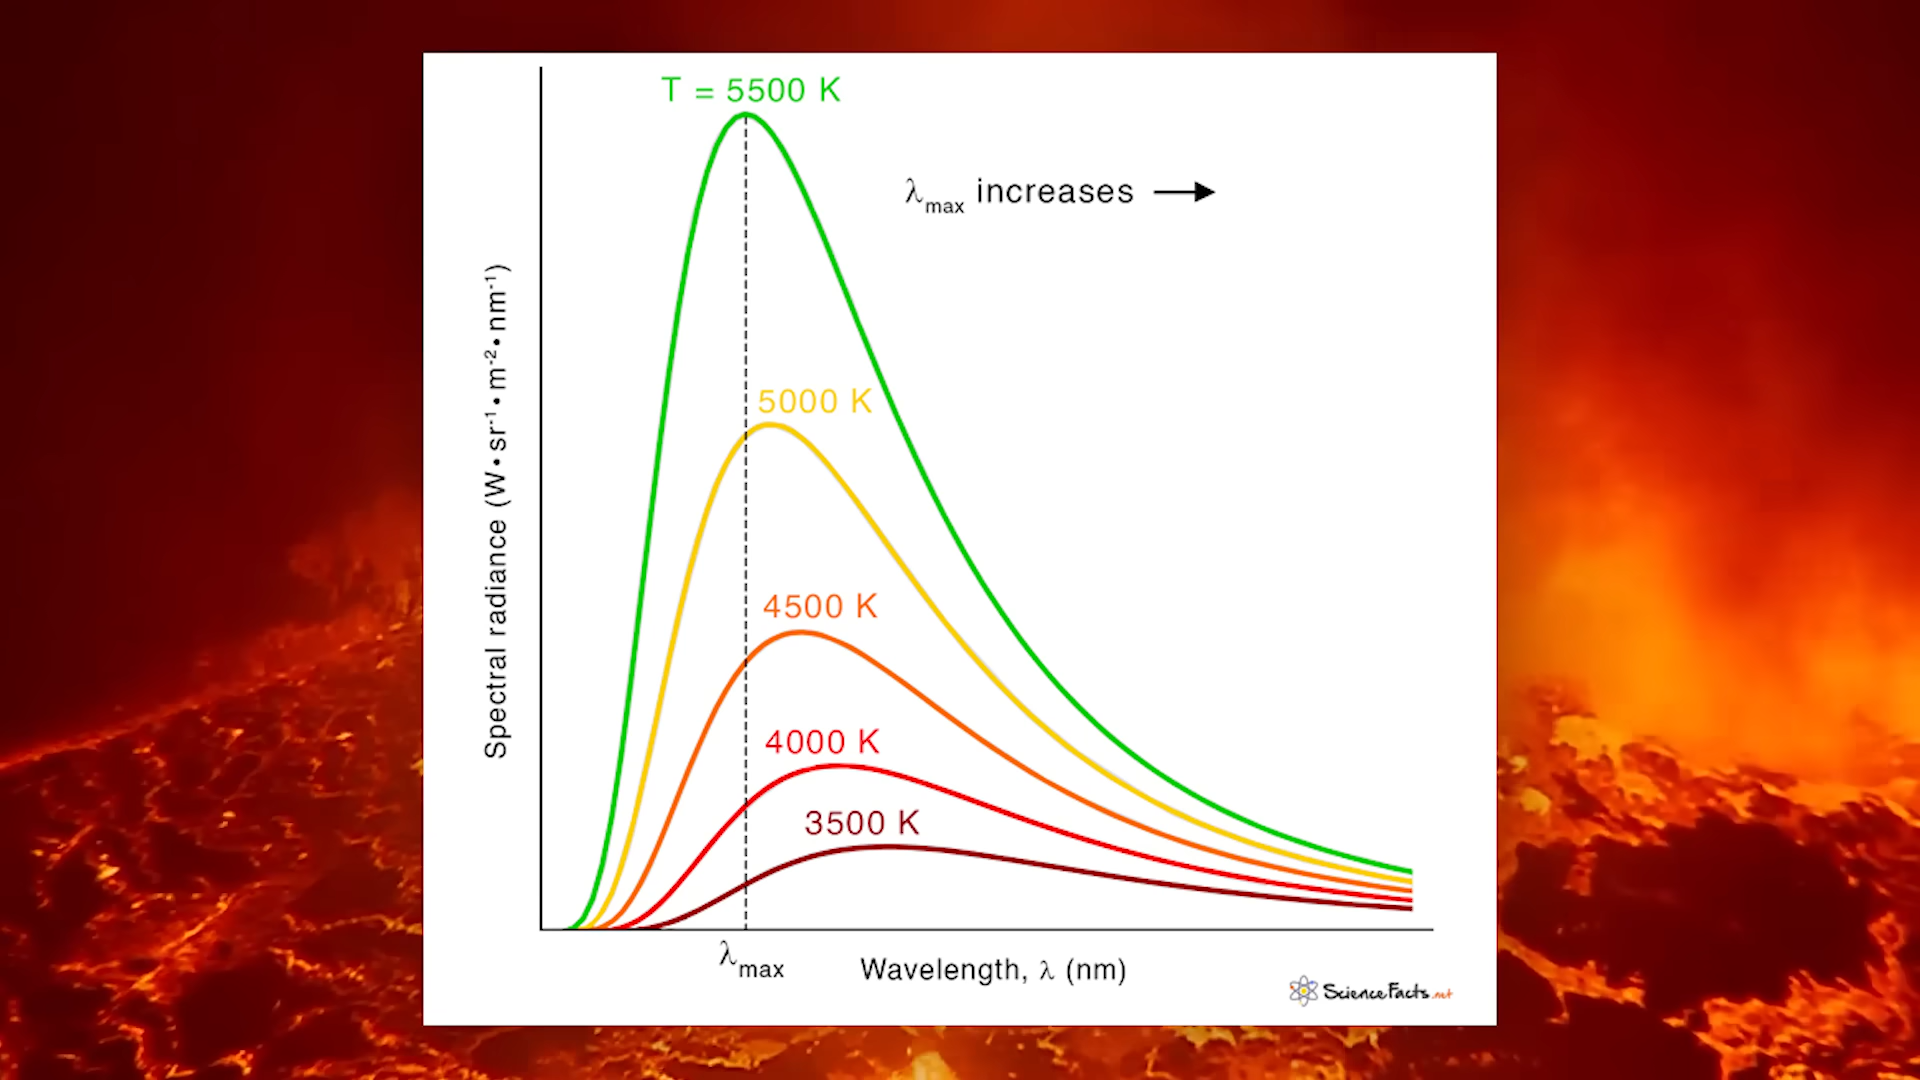 T = 5500 K
λmax increases
5000 K
4500 K
4000 K
3500 K
Spectral radiance (W•sr-1•m-2•nm-1)
λmax
Wavelength, λ (nm)
ScienceFacts.net